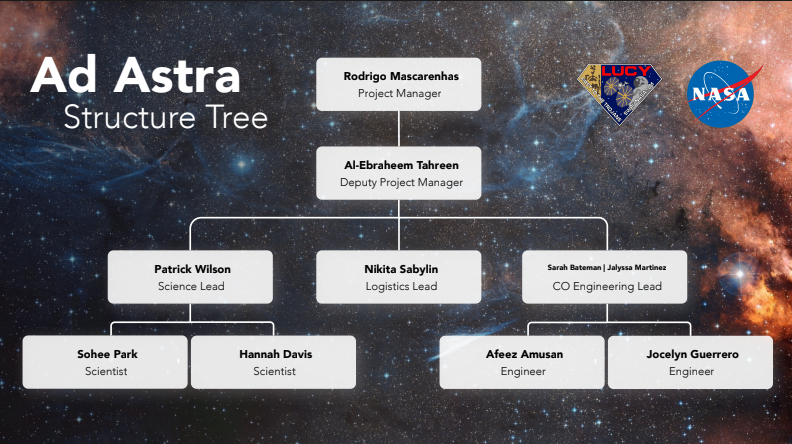 Ad Astra
Structure Tree
Rodrigo Mascarenhas
Project Manager
LUCY
NASA
Al-Ebraheem Tahreen
Deputy Project Manager
Patrick Wilson
Science Lead
Nikita Sabylin
Logistics Lead
Sarah Bateman | Jalyssa Martinez
CO Engineering Lead
Sohee Park
Scientist
Hannah Davis
Scientist
Afeez Amusan
Engineer
Jocelyn Guerrero
Engineer